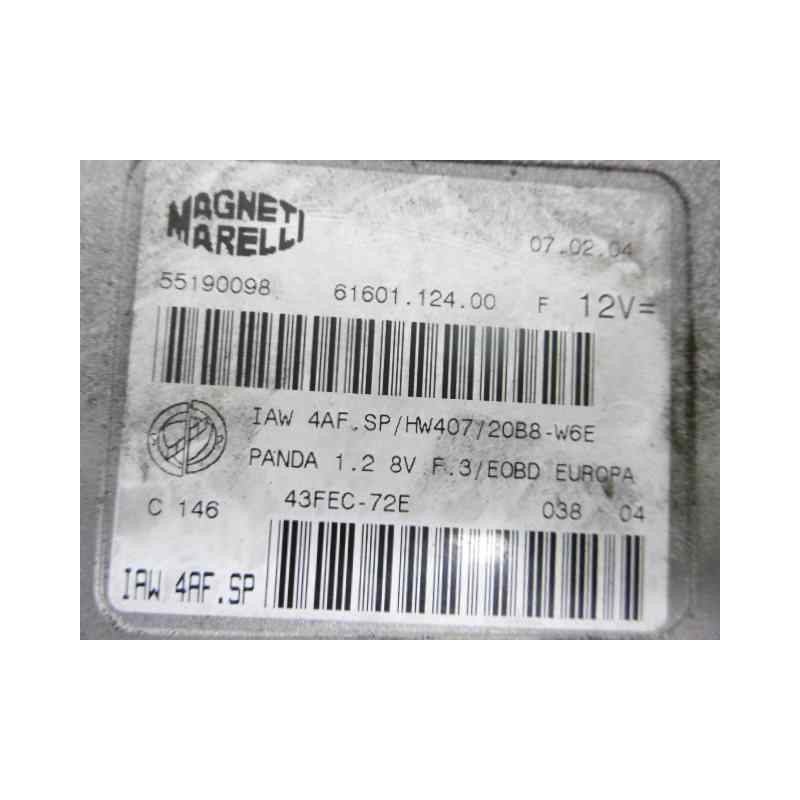 MAGNETI
MARELLI
07.02.04
55190098 61601.124.00 F 12V=
IAW 4AF.SP/HW407/20B8-W6E
PANDA 1.2 8V F.3/EOBD EUROPA
C 146 43FEC-72E 038 04
IAW 4AF.SP